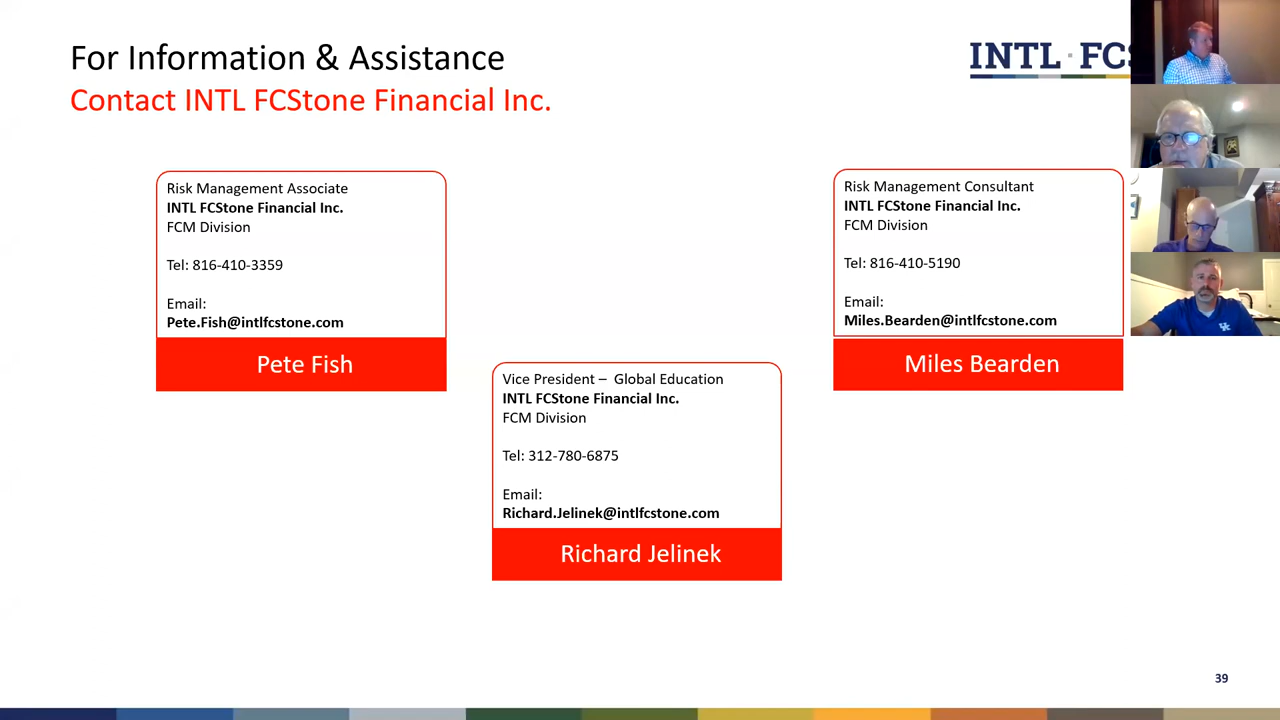 For Information & Assistance
Contact INTL FCStone Financial Inc.
INTL FCS
Risk Management Associate
INTL FCStone Financial Inc.
FCM Division
Tel: 816-410-3359
Email:
Pete.Fish@intlfcstone.com
Pete Fish
Vice President – Global Education
INTL FCStone Financial Inc.
FCM Division
Tel: 312-780-6875
Email:
Richard.Jelinek@intlfcstone.com
Richard Jelinek
Risk Management Consultant
INTL FCStone Financial Inc.
FCM Division
Tel: 816-410-5190
Email:
Miles.Bearden@intlfcstone.com
Miles Bearden
UK
39